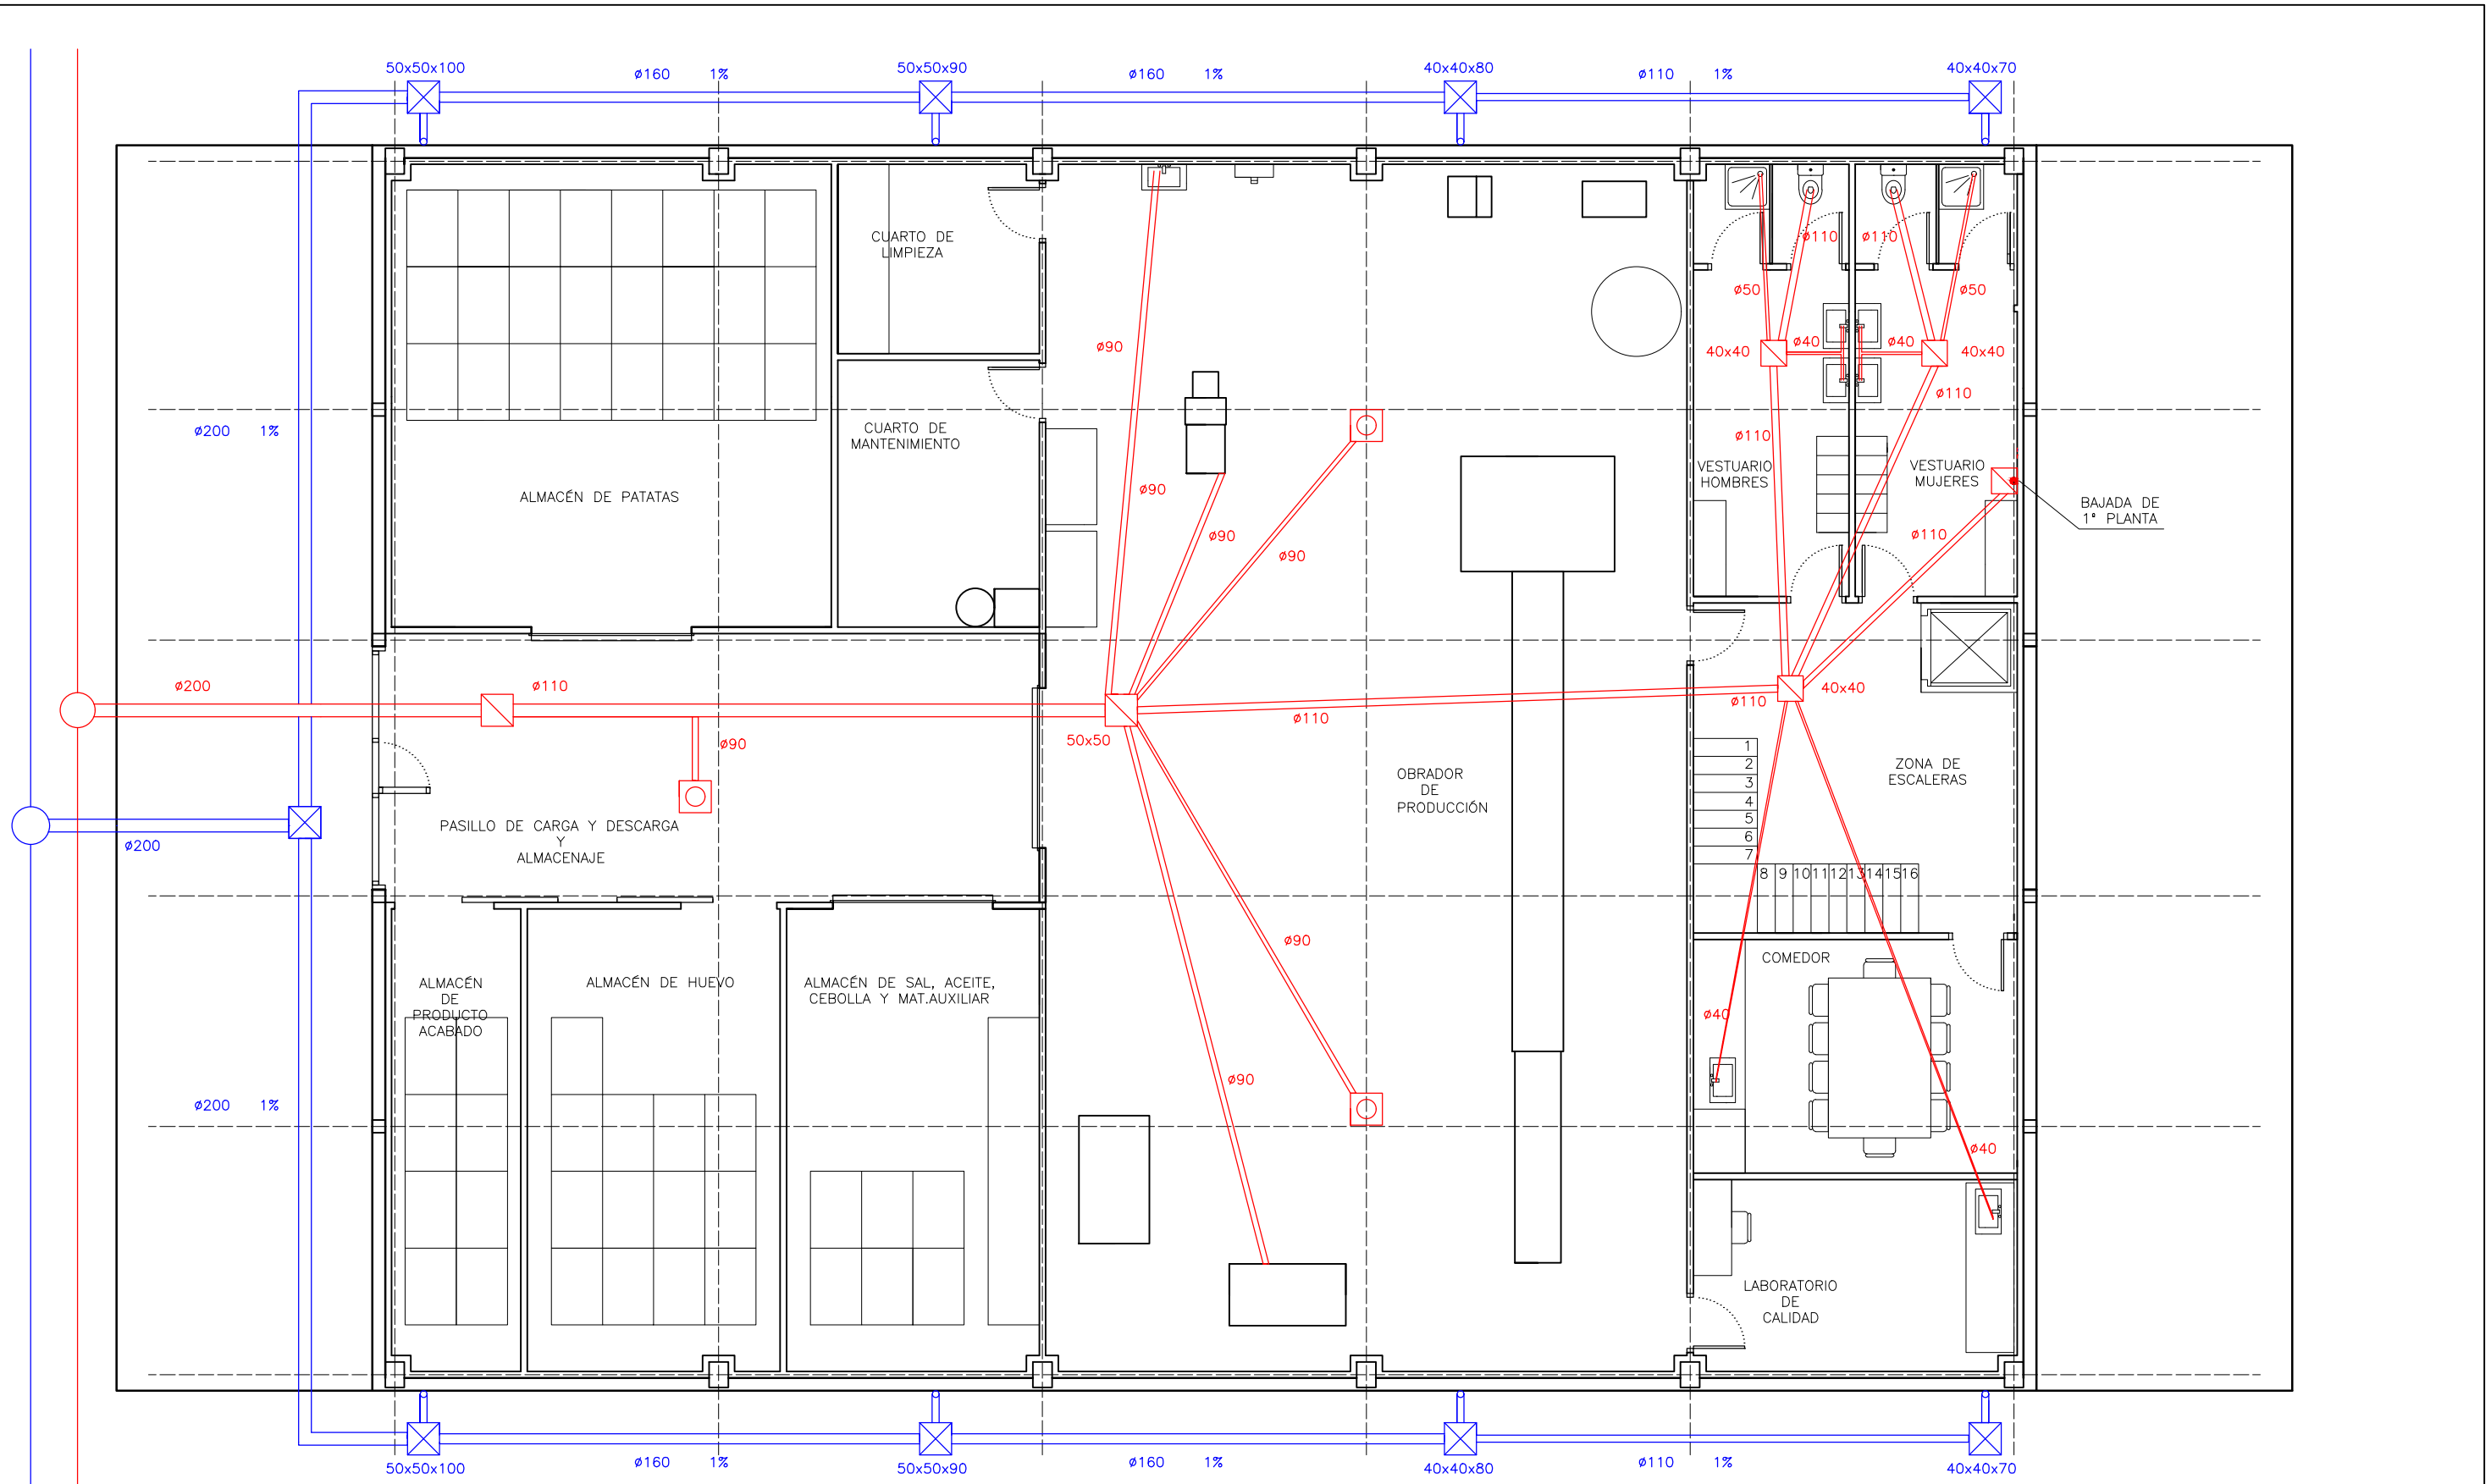 50x50x100
ø160 1%
50x50x90
ø160 1%
40x40x80
ø110 1%
40x40x70
CUARTO DE
LIMPIEZA
ø110
ø110
ø50
ø50
ø90
40x40
ø40
ø40
40x40
ø110
ø200 1%
CUARTO DE
MANTENIMIENTO
ø110
VESTUARIO
HOMBRES
VESTUARIO
MUJERES
ALMACÉN DE PATATAS
ø90
BAJADA DE
1ª PLANTA
ø90
ø90
ø110
ø200
ø110
40x40
ø110
ø110
50x50
ø90
1
2
3
4
5
6
7
8 9 10 11 12 13 14 15 16
OBRADOR
DE
PRODUCCIÓN
ZONA DE
ESCALERAS
PASILLO DE CARGA Y DESCARGA
Y
ALMACENAJE
ø200
ø90
COMEDOR
ALMACÉN
DE
PRODUCTO
ACABADO
ALMACÉN DE HUEVO
ALMACÉN DE SAL, ACEITE,
CEBOLLA Y MAT.AUXILIAR
ø40
ø90
ø200 1%
ø40
LABORATORIO
DE
CALIDAD
50x50x100
ø160 1%
50x50x90
ø160 1%
40x40x80
ø110 1%
40x40x70